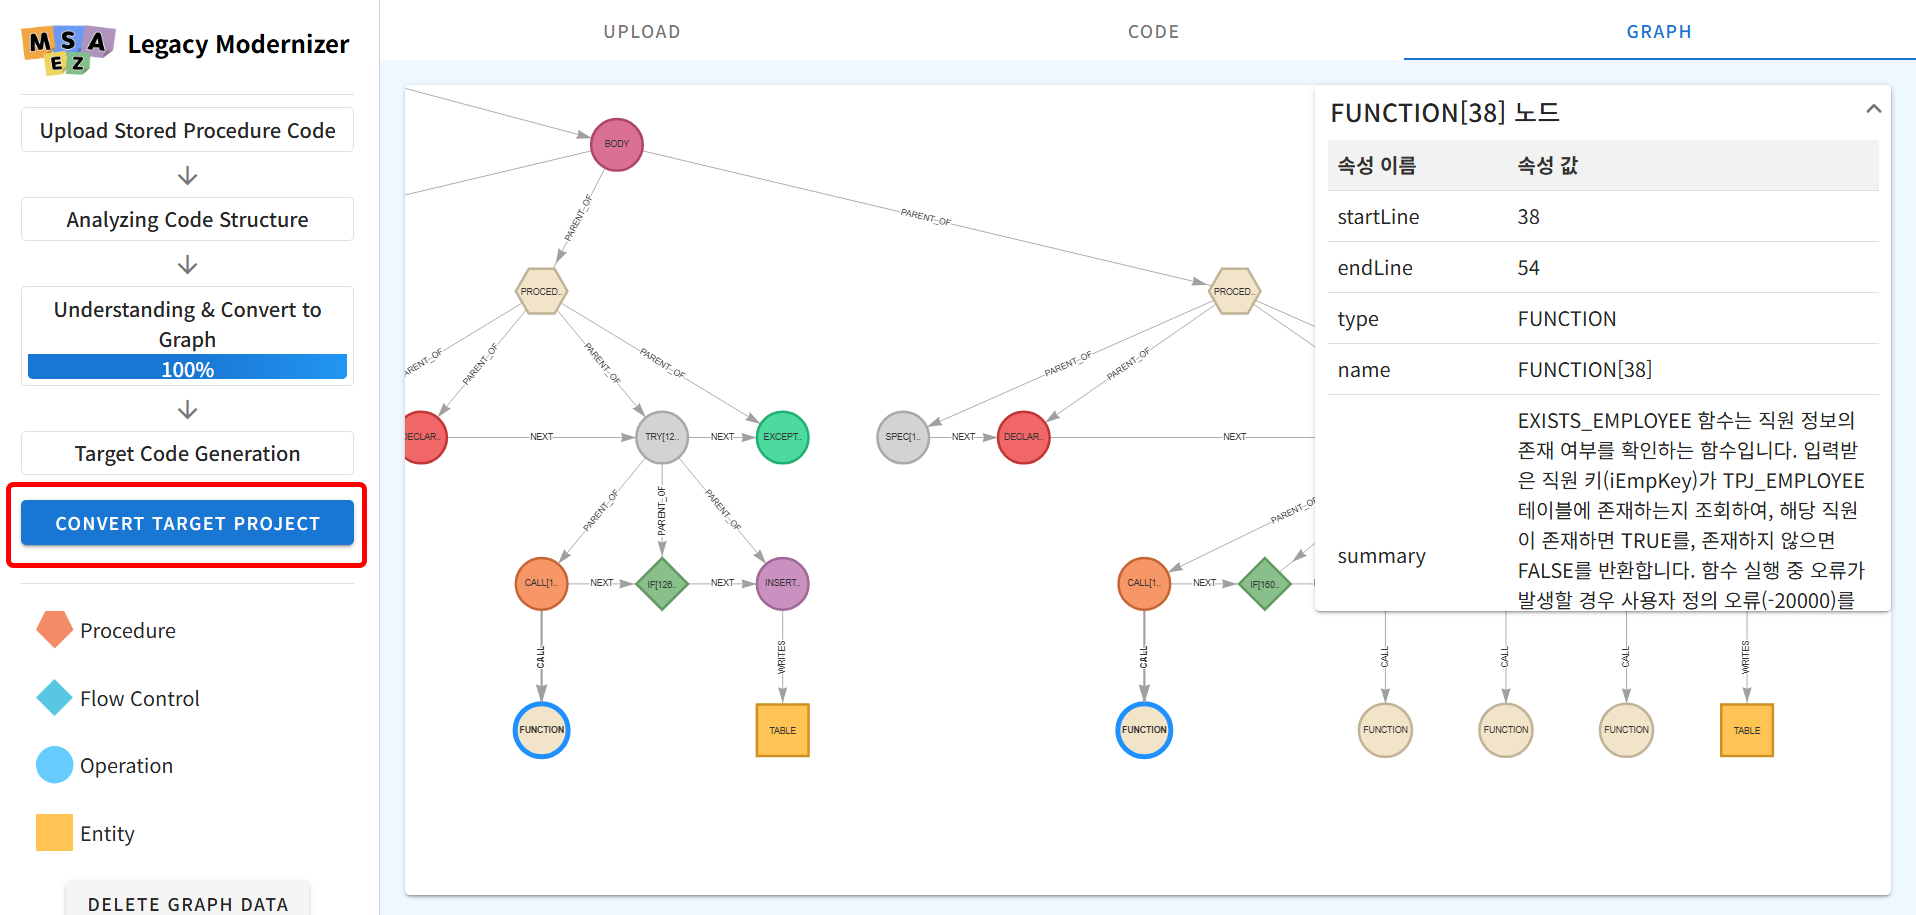 MSA
EZ
Legacy Modernizer
Upload Stored Procedure Code
Analyzing Code Structure
Understanding & Convert to
Graph
100%
Target Code Generation
CONVERT TARGET PROJECT
Procedure
Flow Control
Operation
Entity
DELETE GRAPH DATA
UPLOAD
CODE
GRAPH
BODY
PARENT_OF
PARENT_OF
PROCED..
PROCED..
ARENT_OF
PARENT_OF
PARENT_OF
PARENT_OF
PARENT_OF
PARENT_OF
DECLAR..
NEXT
TRY[12..
NEXT
EXCEPT..
SPEC[1..
NEXT
DECLAR..
NEXT
PARENT_OF
PARENT_OF
PARENT_OF
PARENT_OF
CALL[1..
NEXT
IF[126..
NEXT
INSERT..
CALL[1..
NEXT
IF[160..
CALL
WRITES
CALL
CALL
CALL
CALL
WRITES
FUNCTION
TABLE
FUNCTION
FUNCTION
FUNCTION
FUNCTION
TABLE
FUNCTION[38] 노드
속성 이름 속성 값
startLine 38
endLine 54
type FUNCTION
name FUNCTION[38]
summary
EXISTS_EMPLOYEE 함수는 직원 정보의
존재 여부를 확인하는 함수입니다. 입력받
은 직원 키(iEmpKey)가 TPJ_EMPLOYEE
테이블에 존재하는지 조회하여, 해당 직원
이 존재하면 TRUE를, 존재하지 않으면
FALSE를 반환합니다. 함수 실행 중 오류가
발생할 경우 사용자 정의 오류(-20000)를